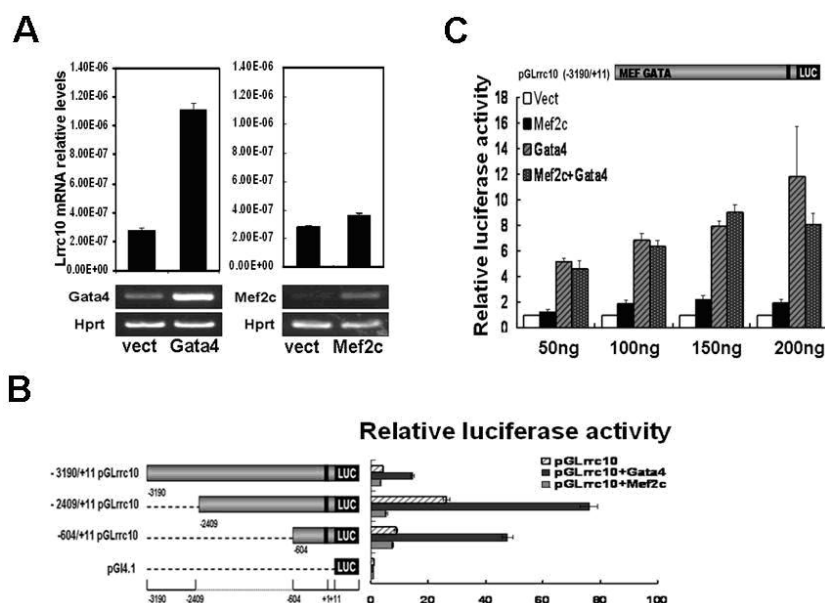 A
1.40E-06
1.20E-06
1.00E-06
8.00E-07
6.00E-07
4.00E-07
2.00E-07
0.00E+00
Lrrc10 mRNA relative levels
1.40E-06
1.20E-06
1.00E-06
8.00E-07
6.00E-07
4.00E-07
2.00E-07
0.00E+00
Gata4
Hprt
vect Gata4
Mef2c
Hprt
vect Mef2c
C
pGLrrc10 (-3190/+11) MEF GATA LUC
Vect
Mef2c
Gata4
Mef2c+Gata4
Relative luciferase activity
18
16
14
12
10
8
6
4
2
0
50ng 100ng 150ng 200ng
B
Relative luciferase activity
pGLrrc10
pGLrrc10+Gata4
pGLrrc10+Mef2c
-3190/+11 pGLrrc10 LUC
-3190
-2409/+11 pGLrrc10 LUC
-2409
-604/+11 pGLrrc10 LUC
-604
pGl4.1 LUC
-3190 -2409 -604 +1+11
0 20 40 60 80 100